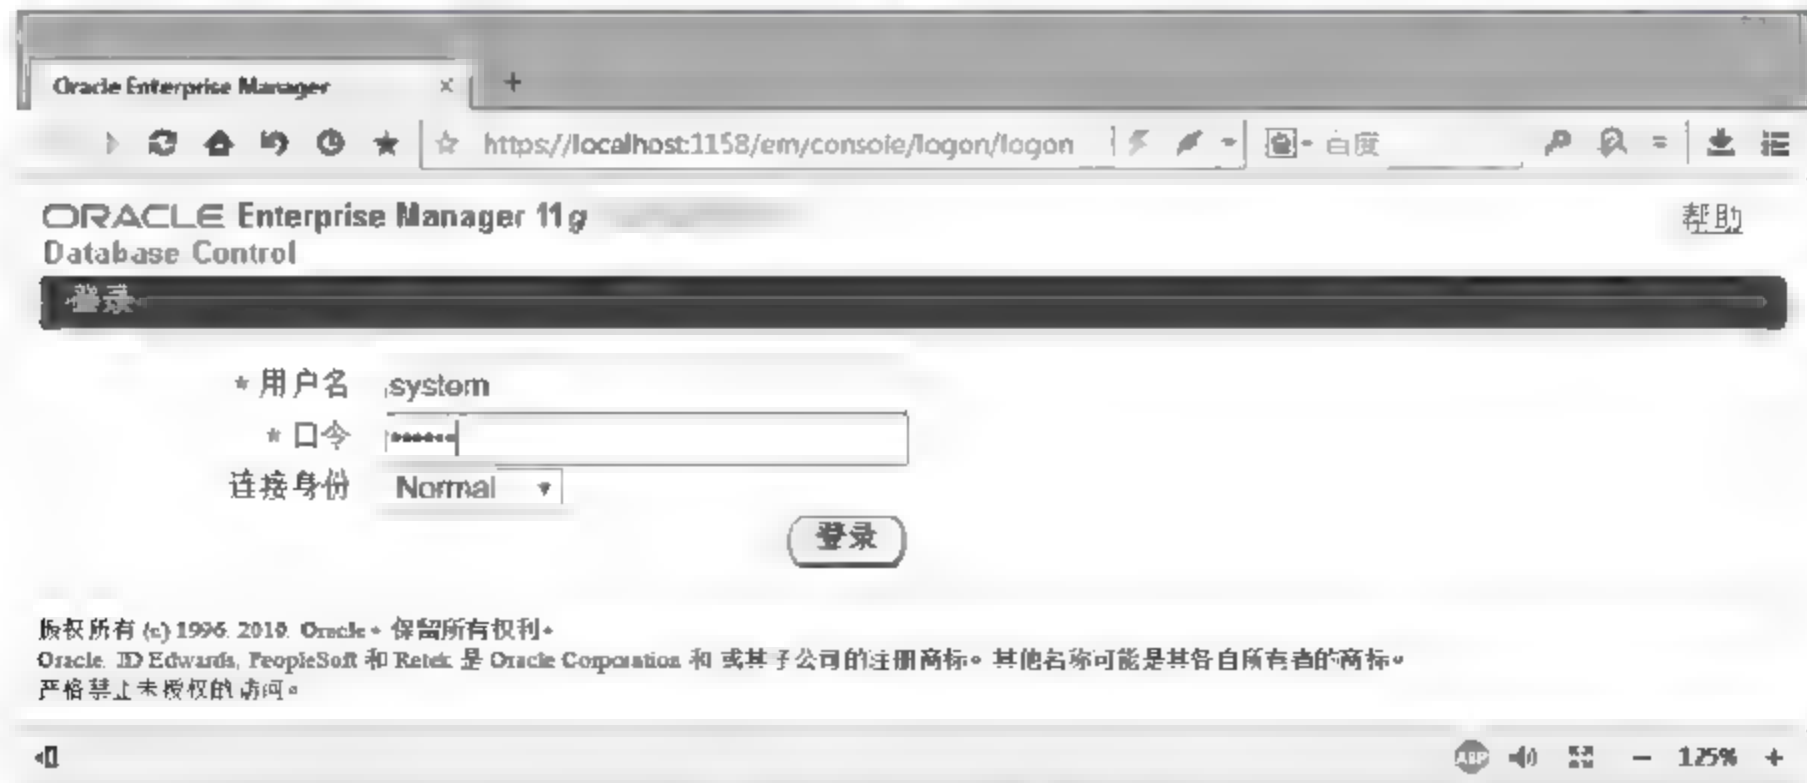 Oracle Enterprise Manager × +
https://localhost:1158/em/console/logon/logon 白度
ORACLE Enterprise Manager 11g 帮助
Database Control
登录
* 用户名 system
* 口令 ••••••
连接身份 Normal
登录
版权所有 (c) 1996, 2010, Oracle。保留所有权利。
Oracle, JD Edwards, PeopleSoft 和 Retek 是 Oracle Corporation 和/或其子公司的注册商标。其他名称可能是其各自所有者的商标。
严格禁止未授权的访问。
ABP 125% +